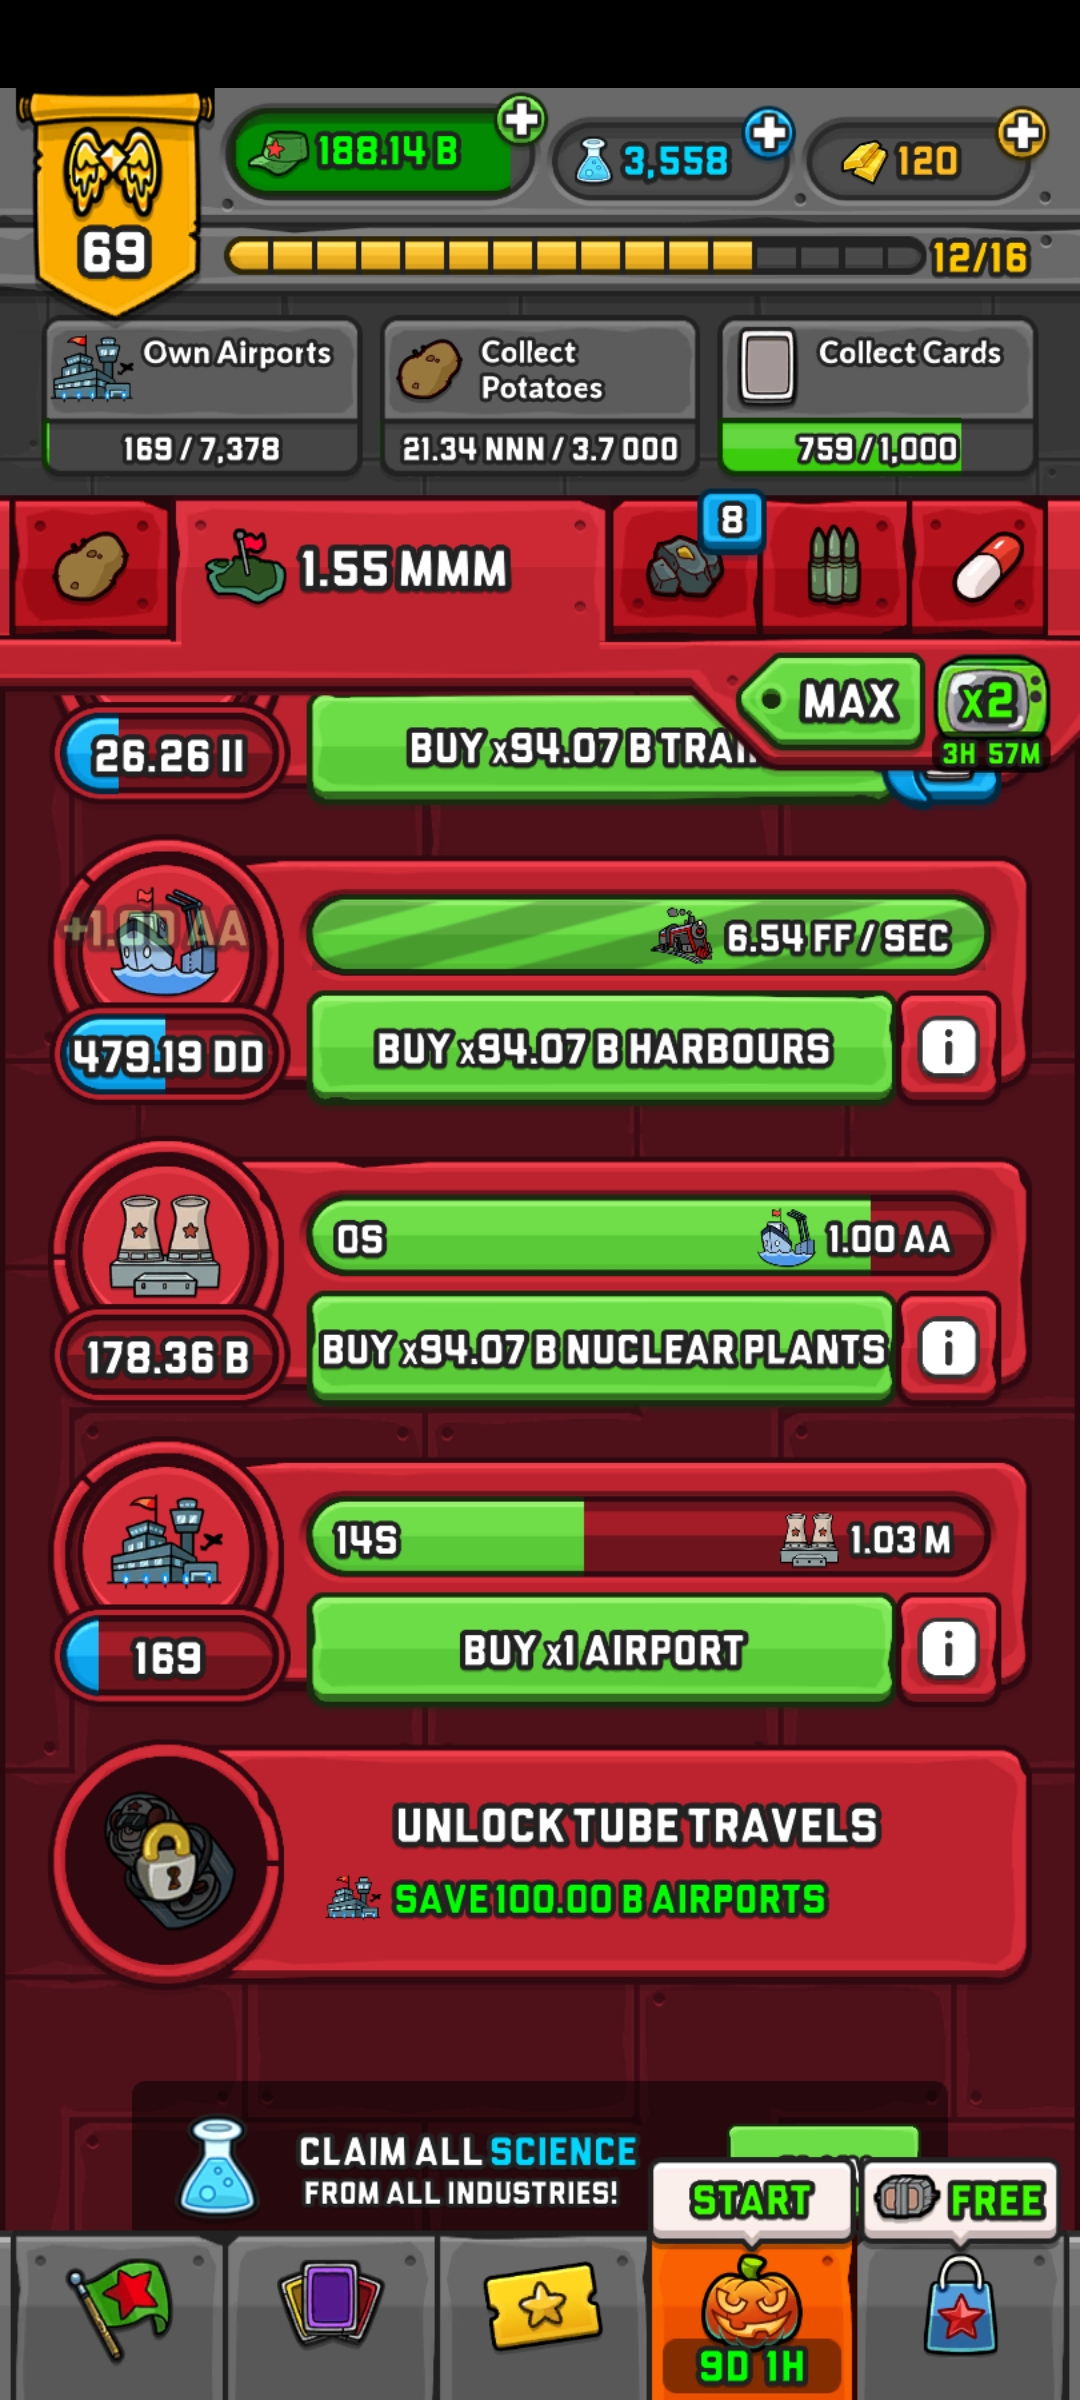 188.14 B
3,558
120
69
12/16
Own Airports
169 / 7,378
Collect
Potatoes
21.34 NNN / 3.7 OOO
Collect Cards
759 / 1,000
1.55 MMM
8
MAX
x2
3H 57M
26.26 II
BUY x94.07 B
+1.00 AA
6.54 FF / SEC
479.19 DD
BUY x94.07 B HARBOURS
i
0S
1.00 AA
178.36 B
BUY x94.07 B NUCLEAR PLANTS
i
14S
1.03 M
169
BUY x1 AIRPORT
i
UNLOCK TUBE TRAVELS
SAVE 100.00 B AIRPORTS
CLAIM ALL SCIENCE
FROM ALL INDUSTRIES!
START
FREE
9D 1H